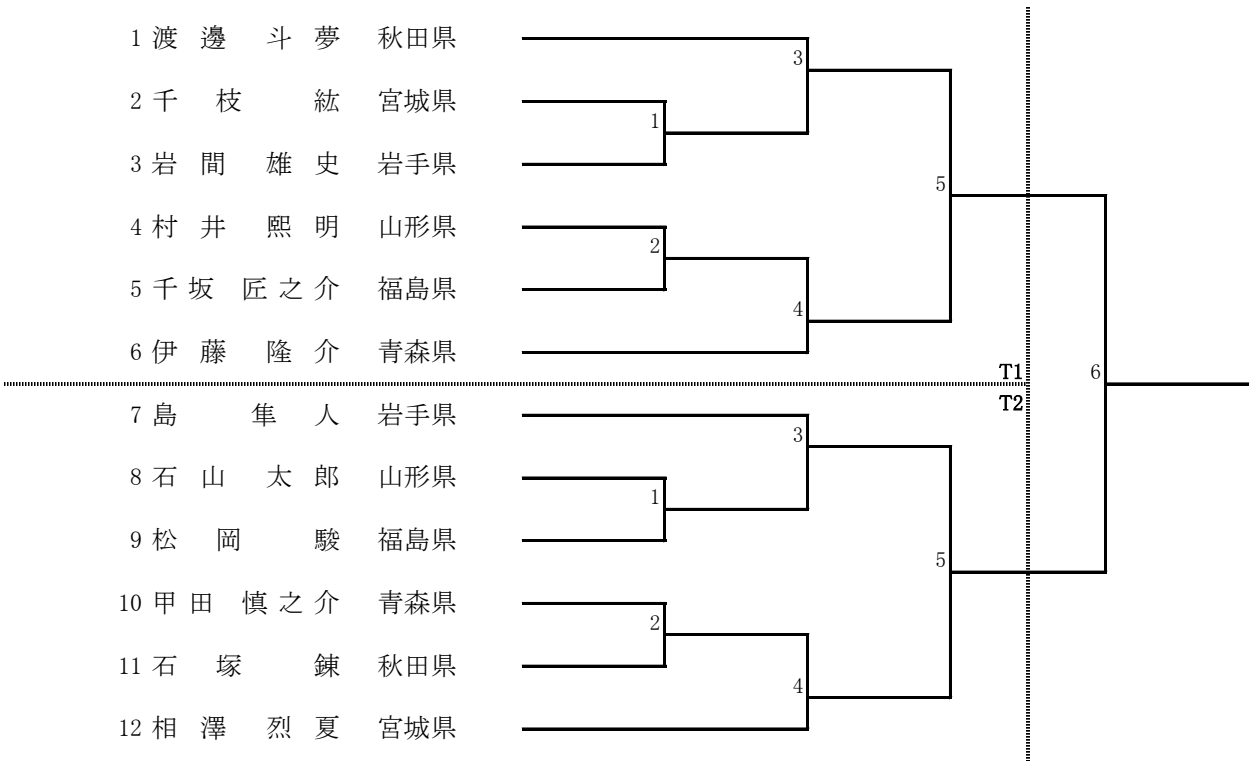 1 渡 邊 斗 夢 秋田県
3
2 千 枝 紘 宮城県
1
3 岩 間 雄 史 岩手県
5
4 村 井 熙 明 山形県
2
5 千 坂 匠 之 介 福島県
4
6 伊 藤 隆 介 青森県
T1 6
T2
7 島 隼 人 岩手県
3
8 石 山 太 郎 山形県
1
9 松 岡 駿 福島県
5
10 甲 田 慎 之 介 青森県
2
11 石 塚 錬 秋田県
4
12 相 澤 烈 夏 宮城県